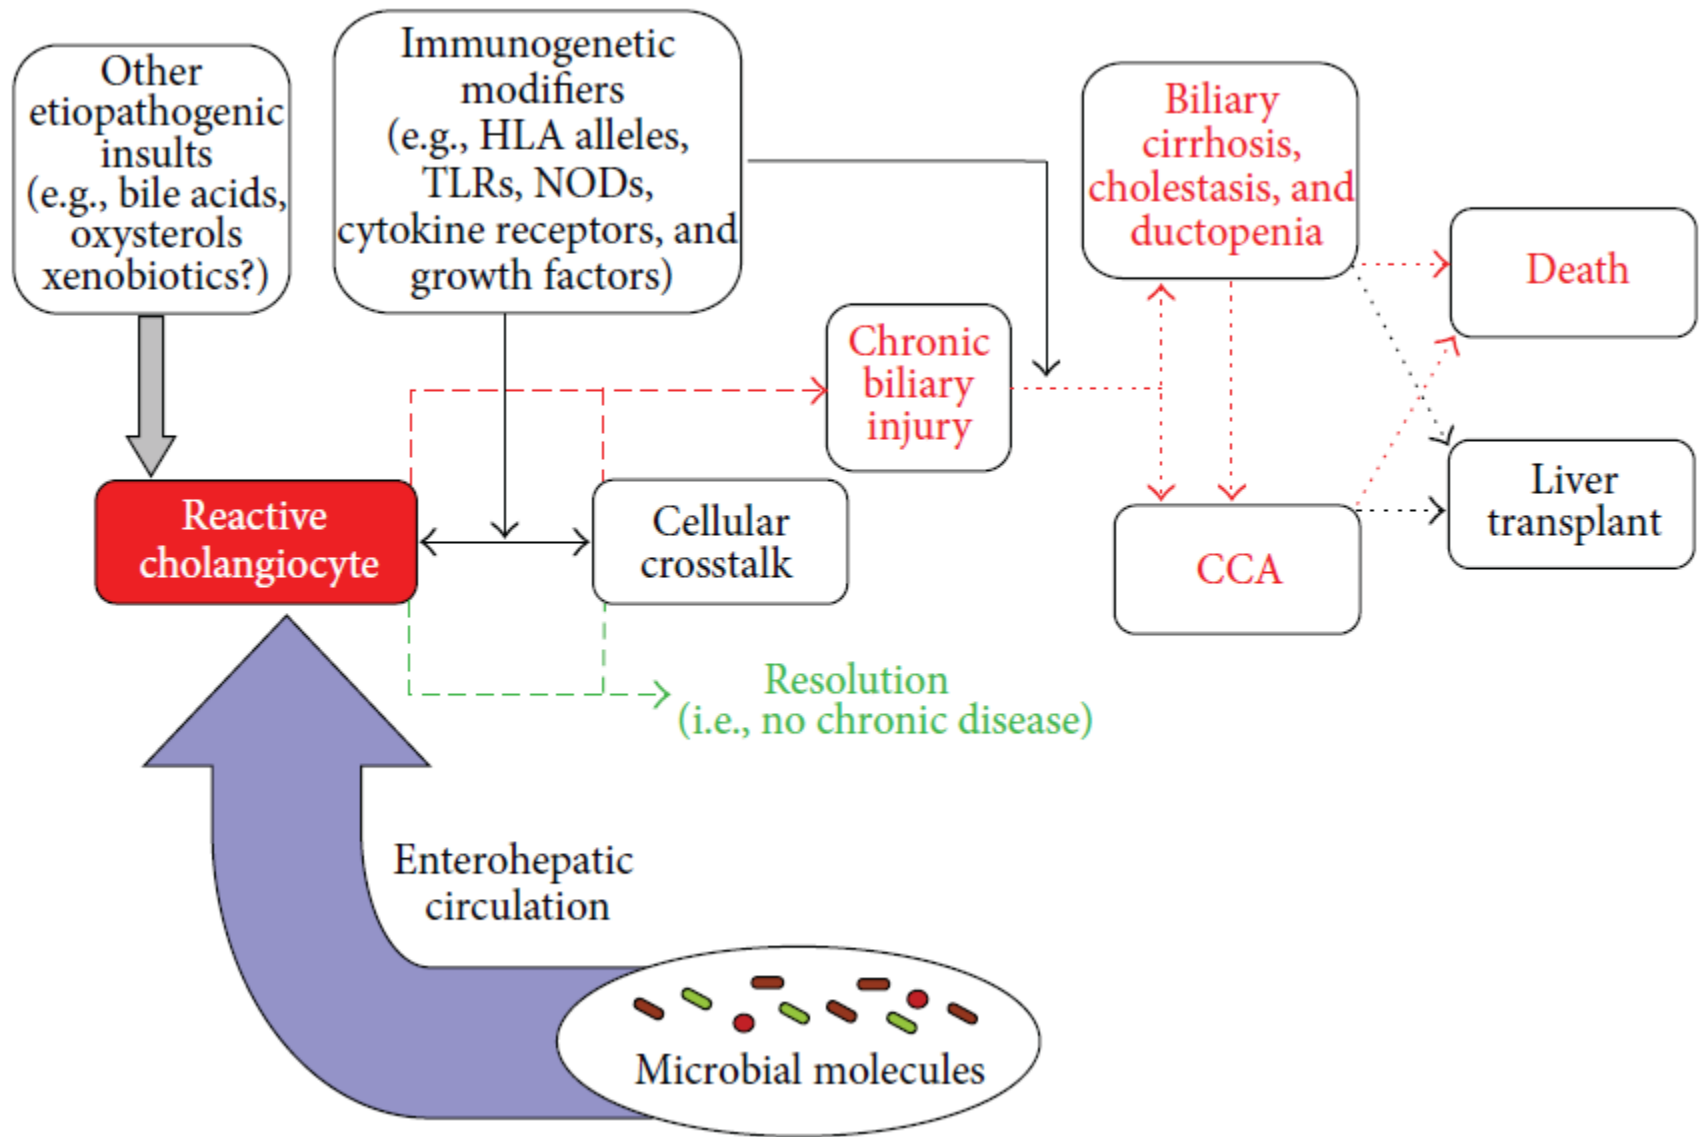 Other
etiopathogenic
insults
(e.g., bile acids,
oxysterols
xenobiotics?)
Immunogenetic
modifiers
(e.g., HLA alleles,
TLRs, NODs,
cytokine receptors, and
growth factors)
Biliary
cirrhosis,
cholestasis, and
ductopenia
Death
Chronic
biliary
injury
Liver
transplant
Reactive
cholangiocyte
Cellular
crosstalk
CCA
Resolution
(i.e., no chronic disease)
Enterohepatic
circulation
Microbial molecules